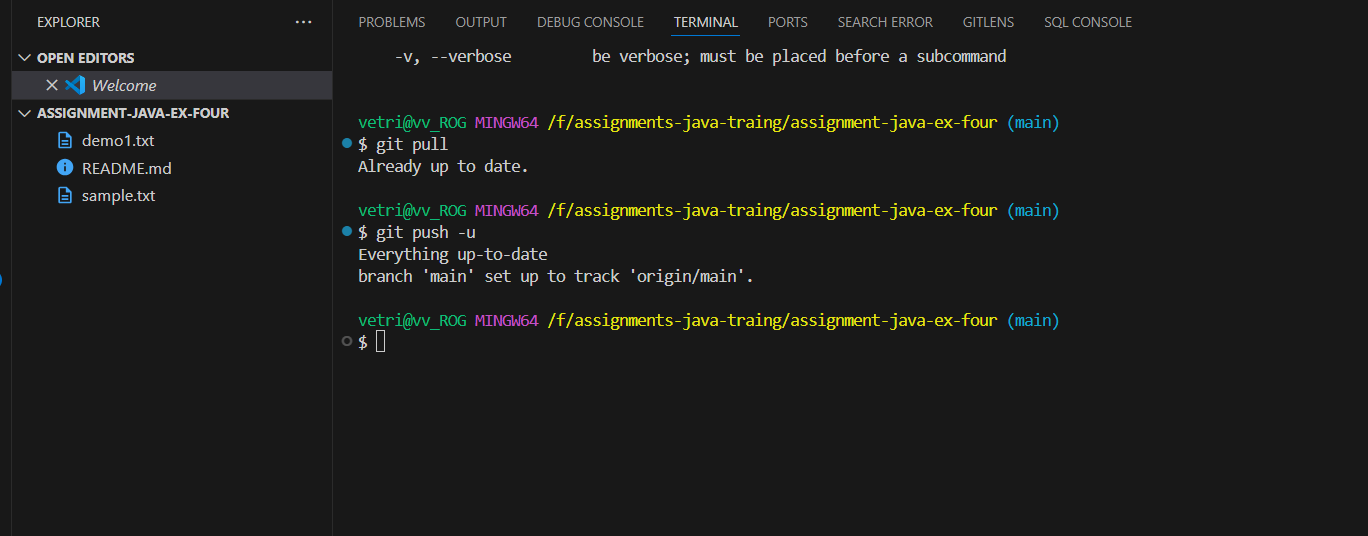 EXPLORER ...
OPEN EDITORS
Welcome
ASSIGNMENT-JAVA-EX-FOUR
demo1.txt
README.md
sample.txt
PROBLEMS OUTPUT DEBUG CONSOLE TERMINAL PORTS SEARCH ERROR GITLENS SQL CONSOLE
-v, --verbose be verbose; must be placed before a subcommand
vetri@vv_ROG MINGW64 /f/assignments-java-traing/assignment-java-ex-four (main)
$ git pull
Already up to date.
vetri@vv_ROG MINGW64 /f/assignments-java-traing/assignment-java-ex-four (main)
$ git push -u
Everything up-to-date
branch 'main' set up to track 'origin/main'.
vetri@vv_ROG MINGW64 /f/assignments-java-traing/assignment-java-ex-four (main)
$